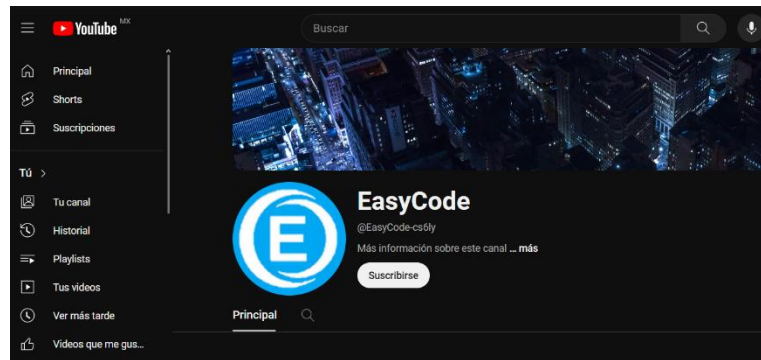 YouTube MX
Buscar
Principal
Shorts
Suscripciones
Tú
Tu canal
Historial
Playlists
Tus videos
Ver más tarde
Videos que me gus...
E
EasyCode
@EasyCode-cs6ly
Más información sobre este canal ... más
Suscribirse
Principal